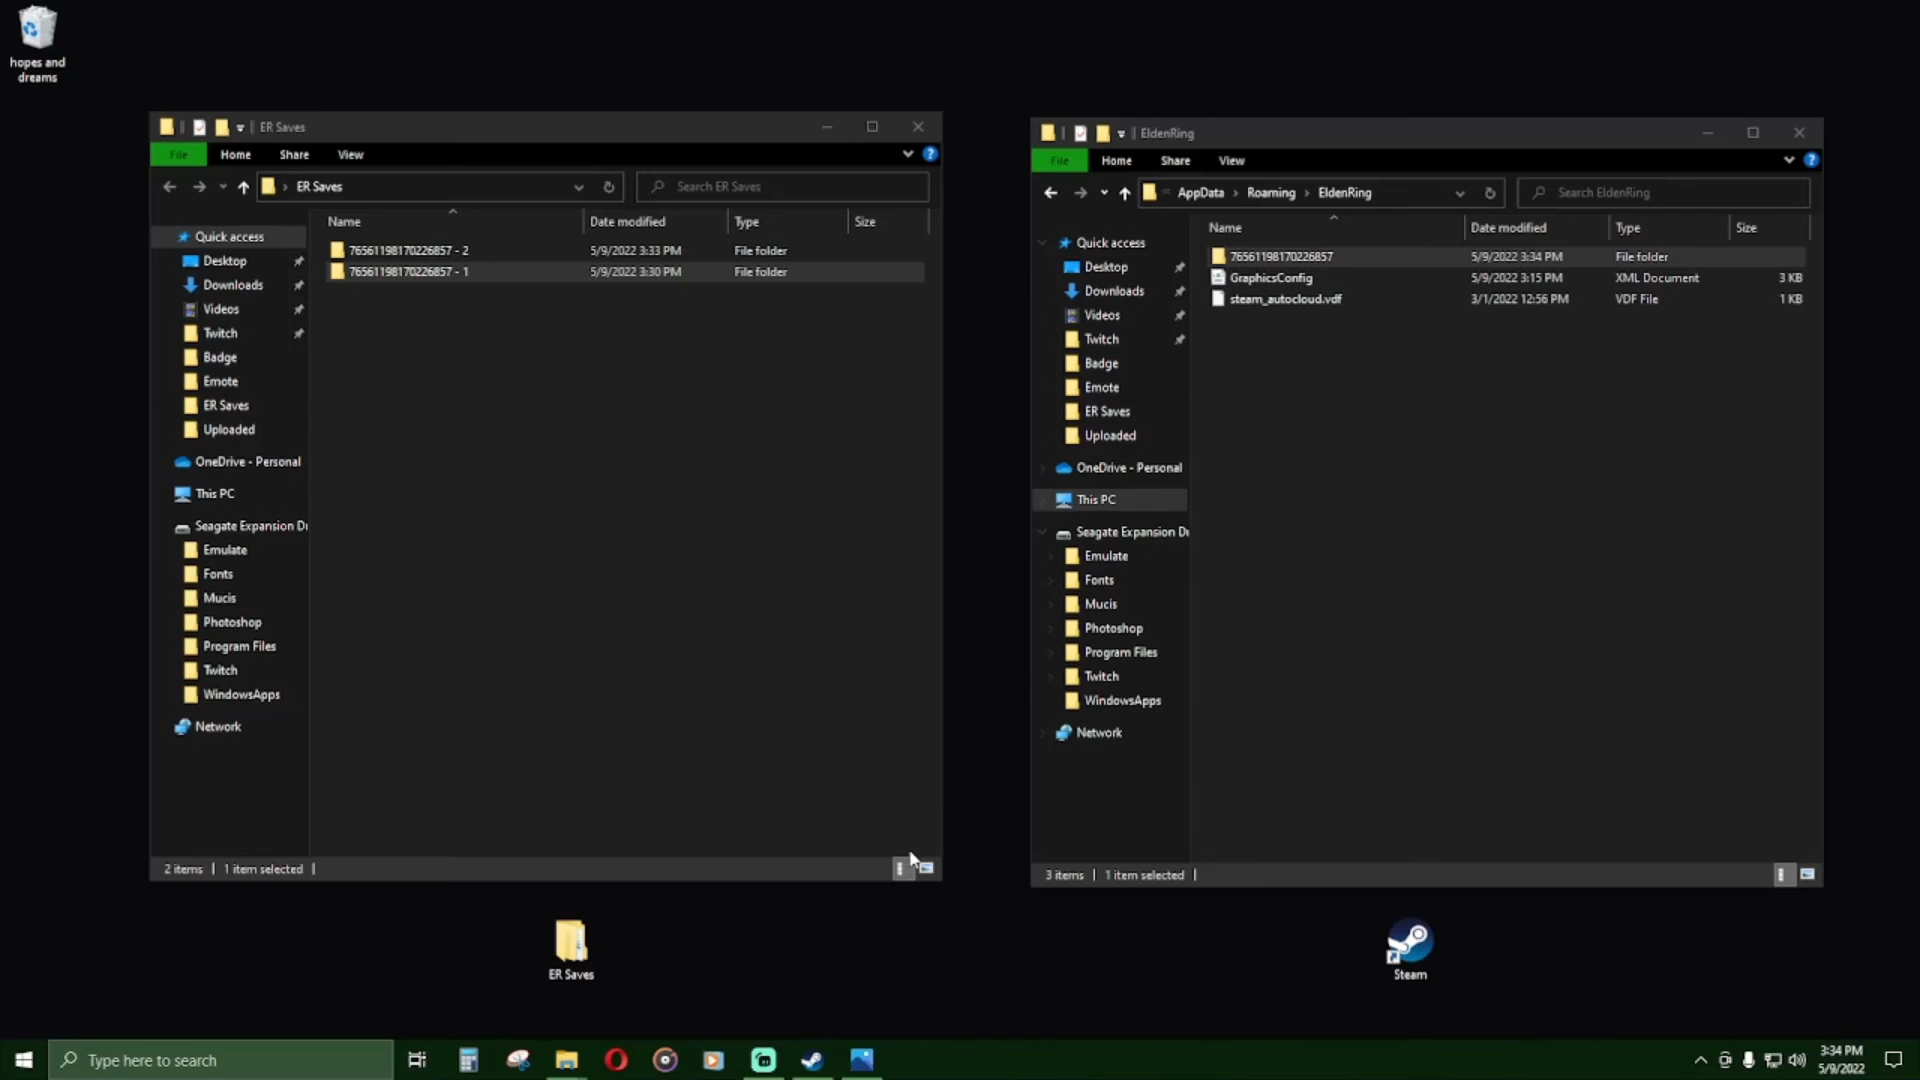 hopes and
dreams
ER Saves
File Home Share View
ER Saves
Search ER Saves
Name Date modified Type Size
76561198170226857 - 2 5/9/2022 3:33 PM File folder
76561198170226857 - 1 5/9/2022 3:30 PM File folder
Quick access
Desktop
Downloads
Videos
Twitch
Badge
Emote
ER Saves
Uploaded
OneDrive - Personal
This PC
Seagate Expansion Dr
Emulate
Fonts
Mucis
Photoshop
Program Files
Twitch
WindowsApps
Network
2 items 1 item selected
EldenRing
File Home Share View
AppData Roaming EldenRing
Search EldenRing
Name Date modified Type Size
76561198170226857 5/9/2022 3:34 PM File folder
GraphicsConfig 5/9/2022 3:15 PM XML Document 3 KB
steam_autocloud.vdf 3/1/2022 12:56 PM VDF File 1 KB
Quick access
Desktop
Downloads
Videos
Twitch
Badge
Emote
ER Saves
Uploaded
OneDrive - Personal
This PC
Seagate Expansion Dr
Emulate
Fonts
Mucis
Photoshop
Program Files
Twitch
WindowsApps
Network
3 items 1 item selected
ER Saves
Steam
Type here to search
3:34 PM
5/9/2022